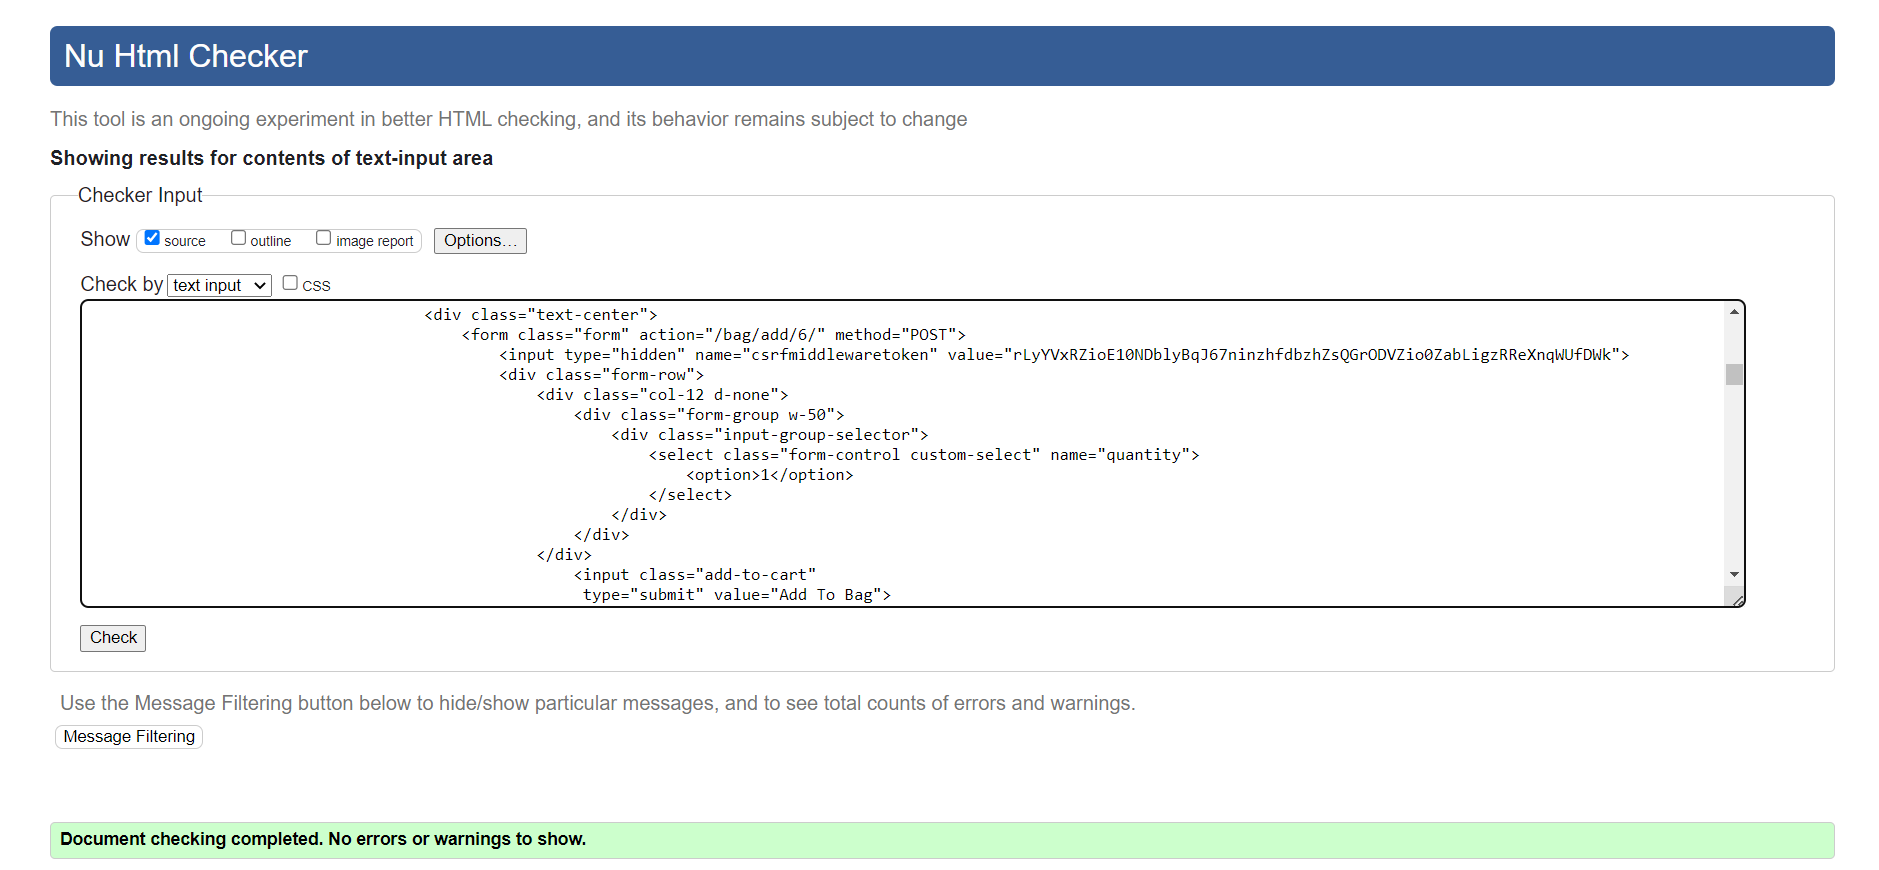 Nu Html Checker
This tool is an ongoing experiment in better HTML checking, and its behavior remains subject to change
Showing results for contents of text-input area
Checker Input
Show source outline image report Options...
Check by text input CSS
<div class="text-center">
<form class="form" action="/bag/add/6/" method="POST">
<input type="hidden" name="csrfmiddlewaretoken" value="rLyYVxRZioE10NDblyBqJ67ninzhfdbzhZsQGrODVZio0ZabLigzRReXnqWUfDWk">
<div class="form-row">
<div class="col-12 d-none">
<div class="form-group w-50">
<div class="input-group-selector">
<select class="form-control custom-select" name="quantity">
<option>1</option>
</select>
</div>
</div>
</div>
<input class="add-to-cart"
type="submit" value="Add To Bag">
Check
Use the Message Filtering button below to hide/show particular messages, and to see total counts of errors and warnings.
Message Filtering
Document checking completed. No errors or warnings to show.